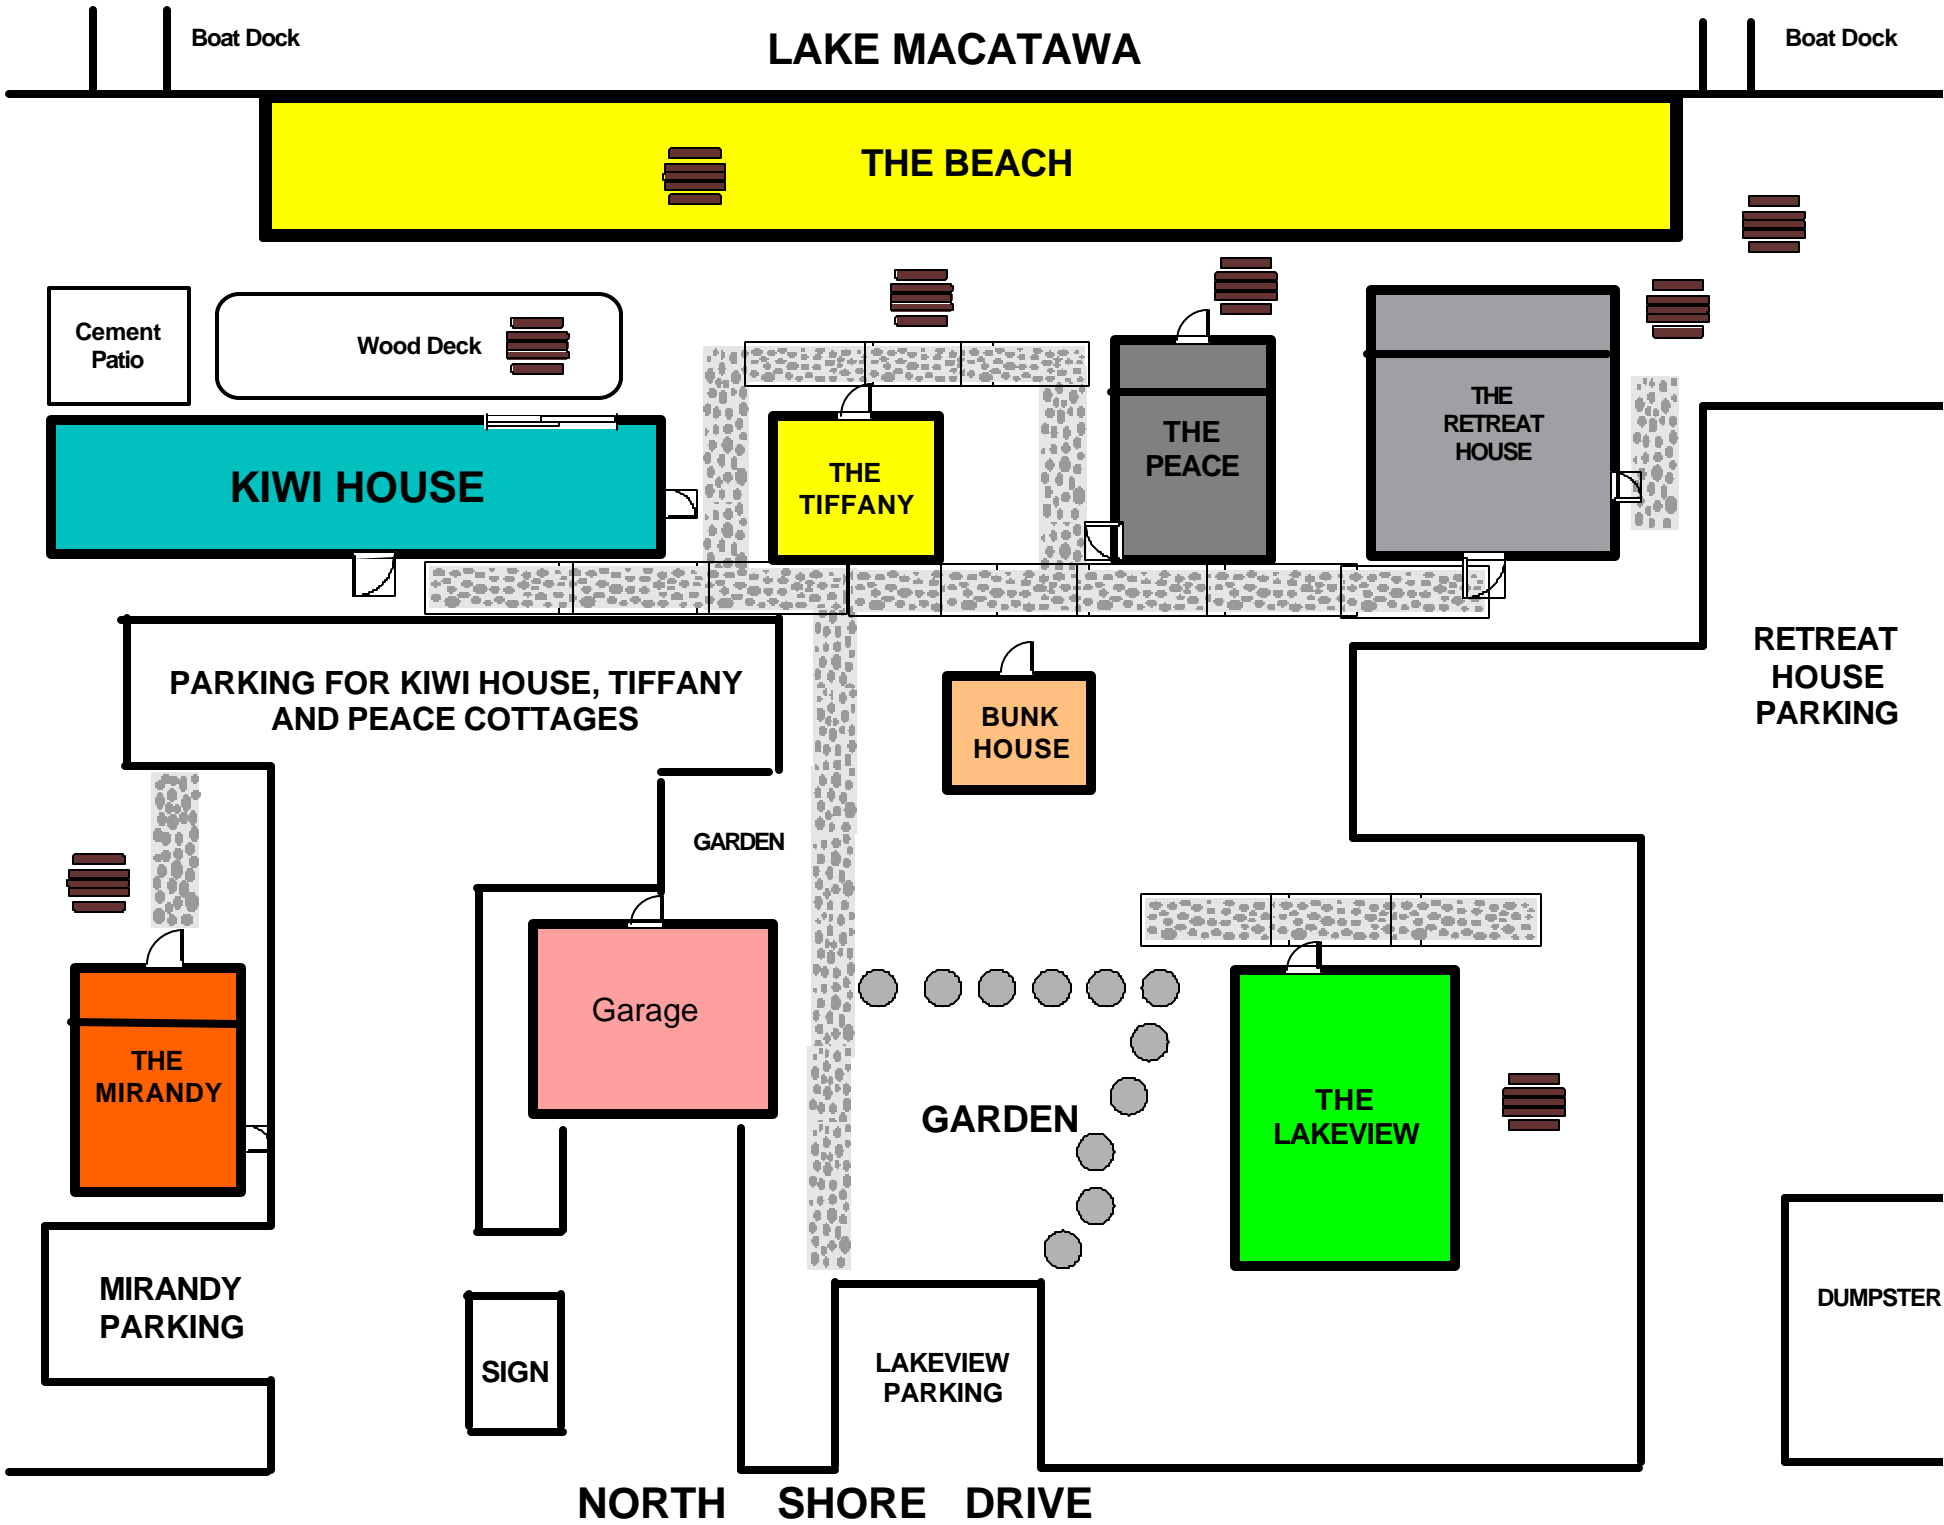 Boat Dock
LAKE MACATAWA
Boat Dock
THE BEACH
Cement
Patio
Wood Deck
KIWI HOUSE
THE
TIFFANY
THE
PEACE
THE
RETREAT
HOUSE
PARKING FOR KIWI HOUSE, TIFFANY
AND PEACE COTTAGES
BUNK
HOUSE
RETREAT
HOUSE
PARKING
GARDEN
Garage
THE
MIRANDY
GARDEN
THE
LAKEVIEW
MIRANDY
PARKING
SIGN
LAKEVIEW
PARKING
DUMPSTER
NORTH SHORE DRIVE